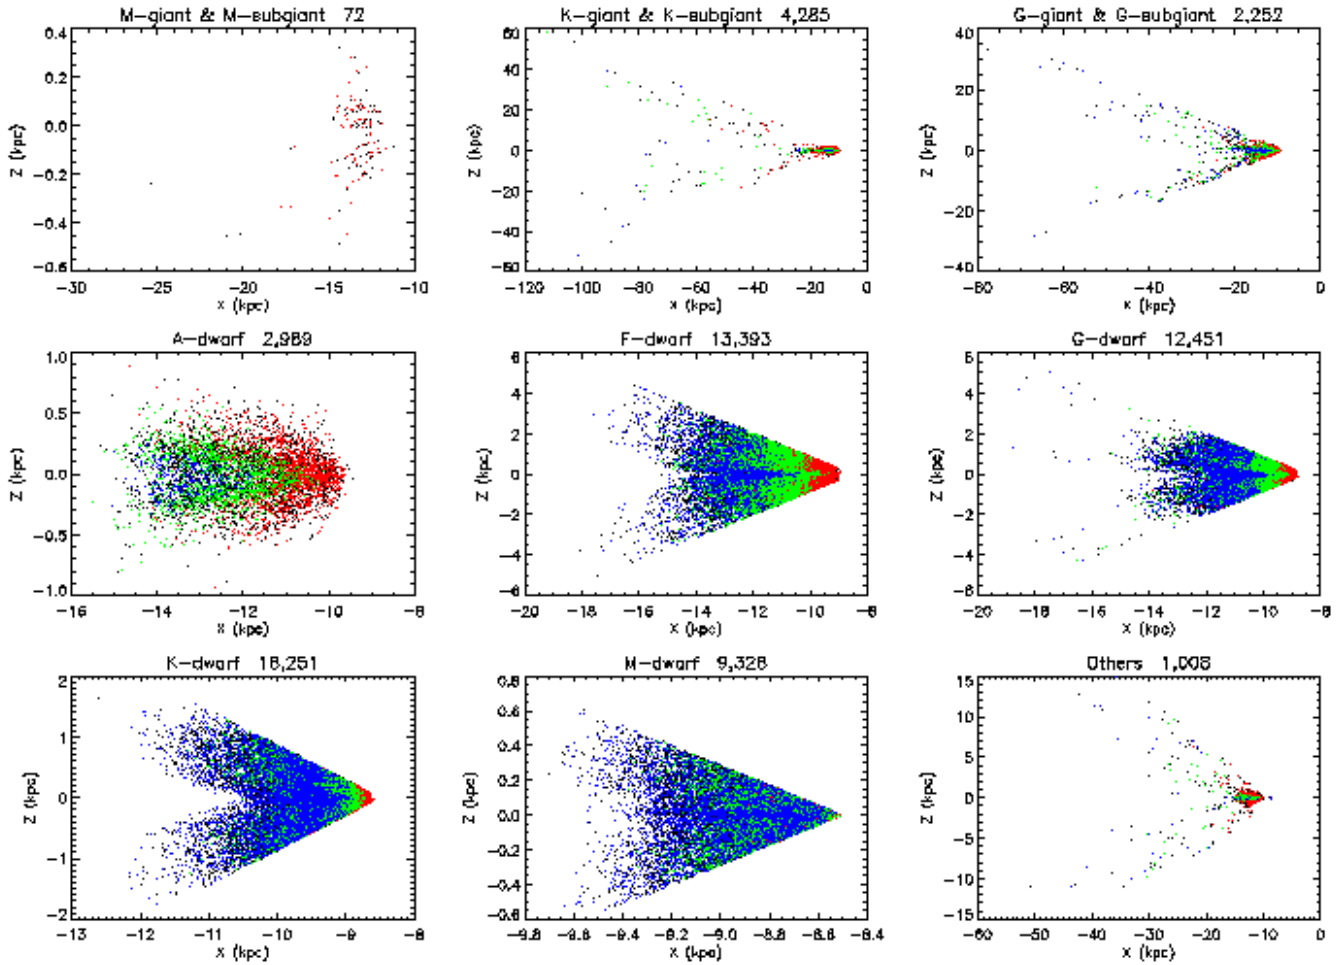 M-giant & M-subgiant 72
K-giant & K-subgiant 4,285
G-giant & G-subgiant 2,252
0.4
0.2
0.0
-0.2
-0.4
-0.6
Z (kpc)
-30 -25 -20 -15 -10
X (kpc)
60
40
20
0
-20
-40
-60
Z (kpc)
-120 -100 -80 -60 -40 -20 0
X (kpc)
40
20
0
-20
-40
Z (kpc)
-80 -60 -40 -20 0
X (kpc)
A-dwarf 2,989
F-dwarf 13,393
G-dwarf 12,451
1.0
0.5
0.0
-0.5
-1.0
Z (kpc)
-16 -14 -12 -10 -8
X (kpc)
6
4
2
0
-2
-4
-6
Z (kpc)
-20 -18 -16 -14 -12 -10 -8
X (kpc)
6
4
2
0
-2
-4
-6
Z (kpc)
-20 -18 -16 -14 -12 -10 -8
X (kpc)
K-dwarf 18,251
M-dwarf 9,328
Others 1,008
2
1
0
-1
-2
Z (kpc)
-13 -12 -11 -10 -9 -8
X (kpc)
0.8
0.6
0.4
0.2
0.0
-0.2
-0.4
-0.6
Z (kpc)
-9.8 -9.6 -9.4 -9.2 -9.0 -8.8 -8.6 -8.4
X (kpc)
15
10
5
0
-5
-10
-15
Z (kpc)
-60 -50 -40 -30 -20 -10 0
X (kpc)